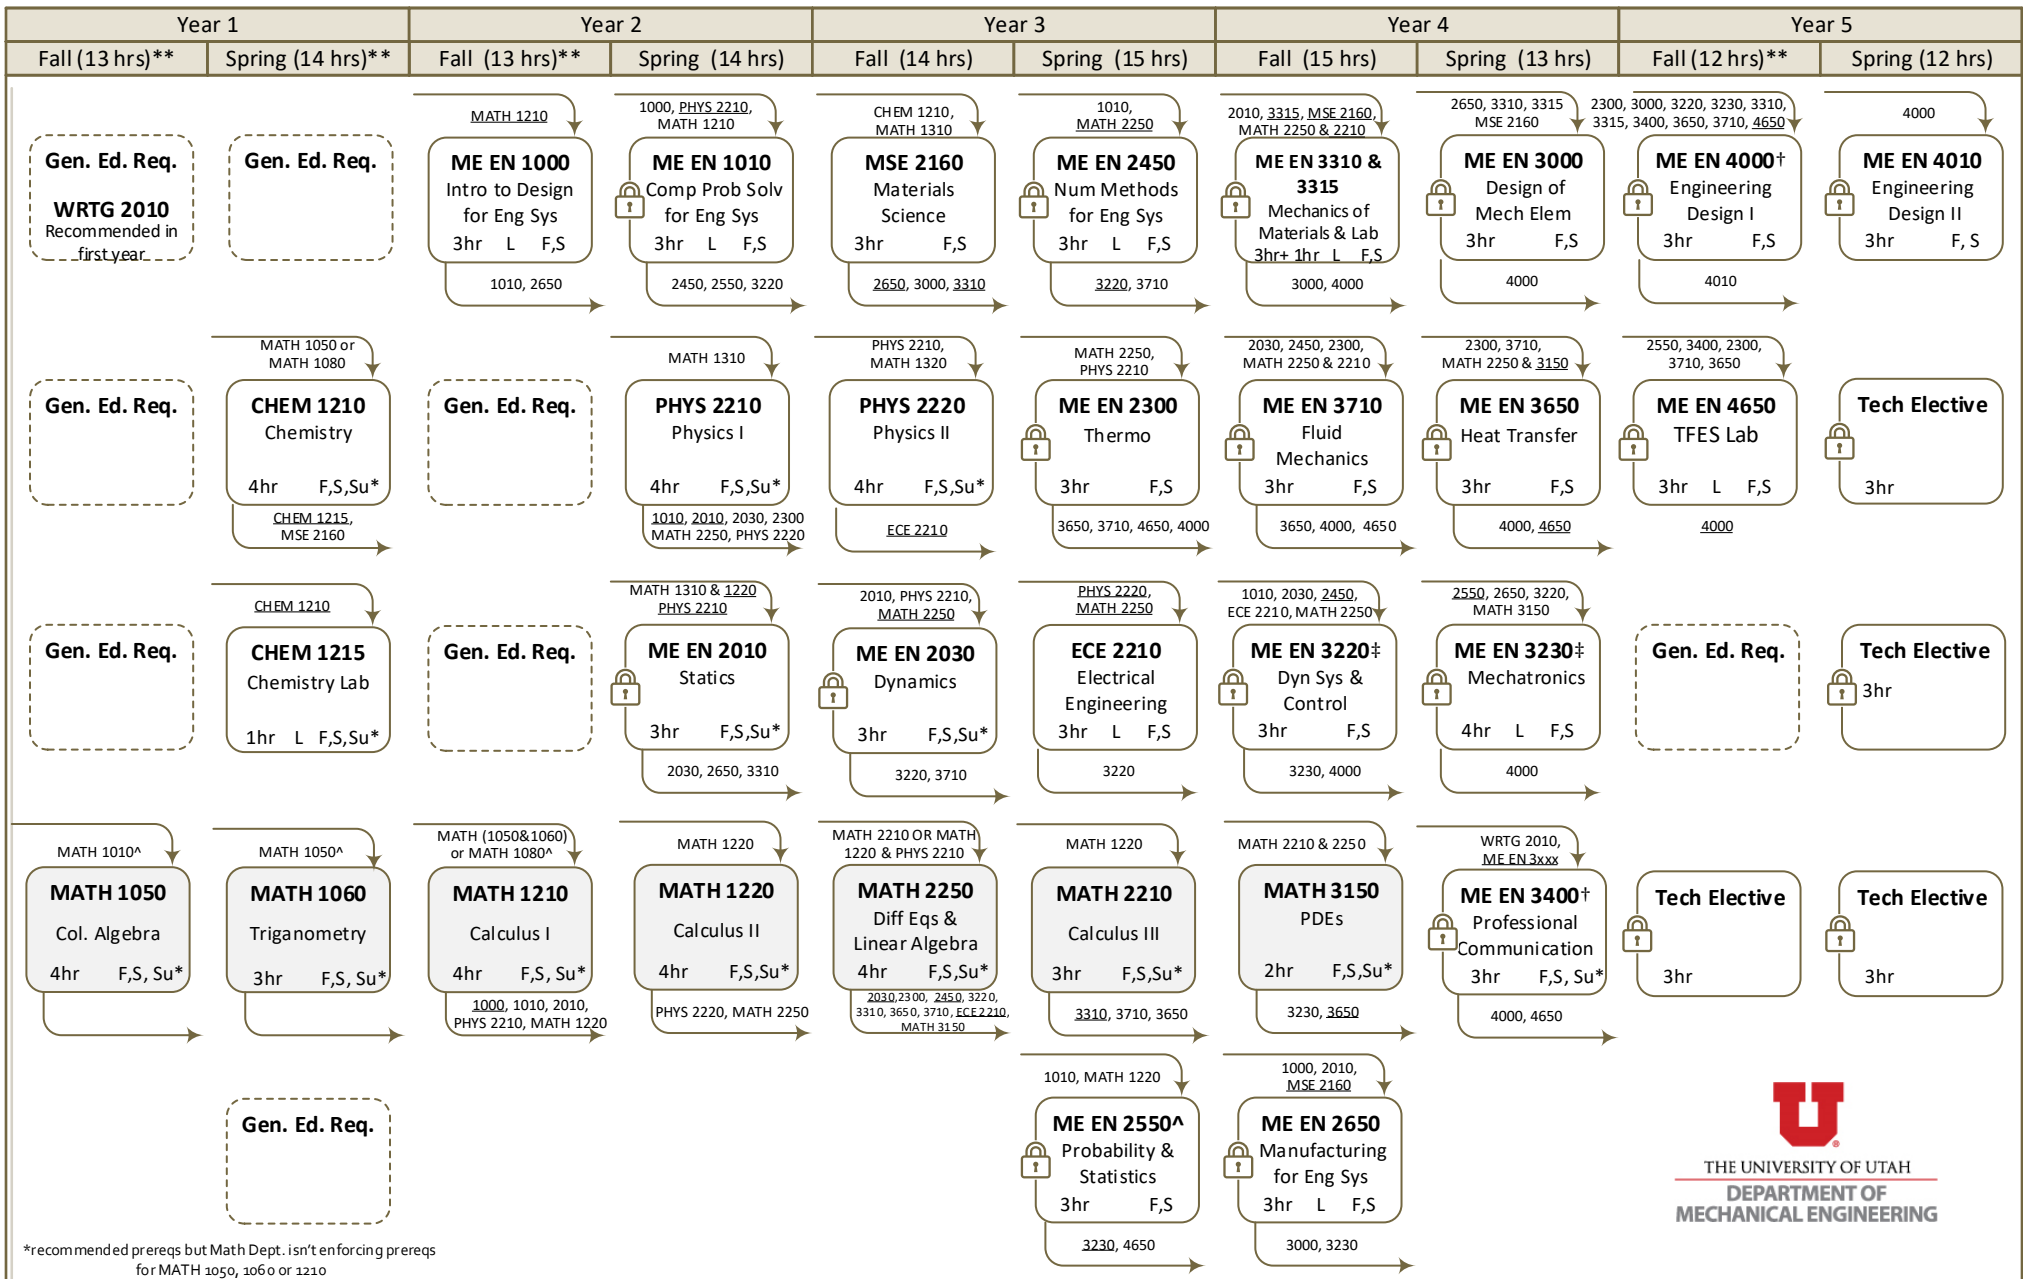 Year 1
Year 2
Year 3
Year 4
Year 5
Fall (13 hrs)**
Spring (14 hrs)**
Fall (13 hrs)**
Spring (14 hrs)
Fall (14 hrs)
Spring (15 hrs)
Fall (15 hrs)
Spring (13 hrs)
Fall (12 hrs)**
Spring (12 hrs)
Gen. Ed. Req.
WRTG 2010
Recommended in
first year
Gen. Ed. Req.
MATH 1210
ME EN 1000
Intro to Design
for Eng Sys
3hr L F,S
1010, 2650
1000, PHYS 2210,
MATH 1210
ME EN 1010
Comp Prob Solv
for Eng Sys
3hr L F,S
2450, 2550, 3220
CHEM 1210,
MATH 1310
MSE 2160
Materials
Science
3hr F,S
2650, 3000, 3310
1010,
MATH 2250
ME EN 2450
Num Methods
for Eng Sys
3hr L F,S
3220, 3710
2010, 3315, MSE 2160,
MATH 2250 & 2210
ME EN 3310 &
3315
Mechanics of
Materials & Lab
3hr+ 1hr L F,S
3000, 4000
2650, 3310, 3315
MSE 2160
ME EN 3000
Design of
Mech Elem
3hr F,S
4000
2300, 3000, 3220, 3230, 3310,
3315, 3400, 3650, 3710, 4650
ME EN 4000†
Engineering
Design I
3hr F,S
4010
4000
ME EN 4010
Engineering
Design II
3hr F, S
Gen. Ed. Req.
MATH 1050 or
MATH 1080
CHEM 1210
Chemistry
4hr F,S,Su*
CHEM 1215,
MSE 2160
Gen. Ed. Req.
MATH 1310
PHYS 2210
Physics I
4hr F,S,Su*
1010, 2010, 2030, 2300
MATH 2250, PHYS 2220
PHYS 2210,
MATH 1320
PHYS 2220
Physics II
4hr F,S,Su*
ECE 2210
MATH 2250,
PHYS 2210
ME EN 2300
Thermo
3hr F,S
3650, 3710, 4650, 4000
2030, 2450, 2300,
MATH 2250 & 2210
ME EN 3710
Fluid
Mechanics
3hr F,S
3650, 4000, 4650
2300, 3710,
MATH 2250 & 3150
ME EN 3650
Heat Transfer
3hr F,S
4000, 4650
2550, 3400, 2300,
3710, 3650
ME EN 4650
TFES Lab
3hr L F,S
4000
Tech Elective
3hr
Gen. Ed. Req.
CHEM 1210
CHEM 1215
Chemistry Lab
1hr L F,S,Su*
Gen. Ed. Req.
MATH 1310 & 1220
PHYS 2210
ME EN 2010
Statics
3hr F,S,Su*
2030, 2650, 3310
2010, PHYS 2210,
MATH 2250
ME EN 2030
Dynamics
3hr F,S,Su*
3220, 3710
PHYS 2220,
MATH 2250
ECE 2210
Electrical
Engineering
3hr L F,S
3220
1010, 2030, 2450,
ECE 2210, MATH 2250
ME EN 3220‡
Dyn Sys &
Control
3hr F,S
3230, 4000
2550, 2650, 3220,
MATH 3150
ME EN 3230‡
Mechatronics
4hr L F,S
4000
Gen. Ed. Req.
Tech Elective
3hr
MATH 1010^
MATH 1050
Col. Algebra
4hr F,S, Su*
MATH 1050^
MATH 1060
Triganometry
3hr F,S, Su*
MATH (1050&1060)
or MATH 1080^
MATH 1210
Calculus I
4hr F,S, Su*
1000, 1010, 2010,
PHYS 2210, MATH 1220
MATH 1220
MATH 1220
Calculus II
4hr F,S,Su*
PHYS 2220, MATH 2250
MATH 2210 OR MATH
1220 & PHYS 2210
MATH 2250
Diff Eqs &
Linear Algebra
4hr F,S,Su*
2030,2300, 2450, 3220,
3310, 3650, 3710, ECE 2210,
MATH 3150
MATH 1220
MATH 2210
Calculus III
3hr F,S,Su*
3310, 3710, 3650
MATH 2210 & 2250
MATH 3150
PDEs
2hr F,S,Su*
3230, 3650
WRTG 2010,
ME EN 3xxx
ME EN 3400†
Professional
Communication
3hr F,S, Su*
4000, 4650
Tech Elective
3hr
Tech Elective
3hr
Gen. Ed. Req.
1010, MATH 1220
ME EN 2550^
Probability &
Statistics
3hr F,S
3230, 4650
1000, 2010,
MSE 2160
ME EN 2650
Manufacturing
for Eng Sys
3hr L F,S
3000, 3230
THE UNIVERSITY OF UTAH
DEPARTMENT OF
MECHANICAL ENGINEERING
*recommended prereqs but Math Dept. isn't enforcing prereqs
for MATH 1050, 1060 or 1210